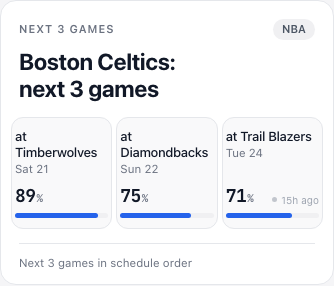 NEXT 3 GAMES
NBA
Boston Celtics:
next 3 games
at
Timberwolves
Sat 21
89%
at
Diamondbacks
Sun 22
75%
at Trail Blazers
Tue 24
71%
15h ago
Next 3 games in schedule order